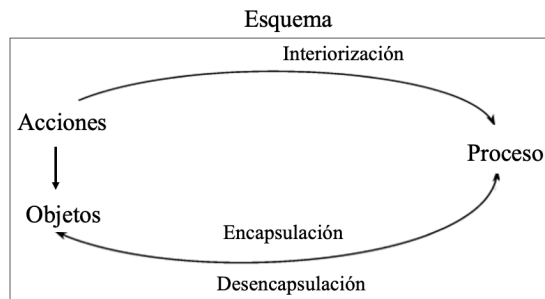 Esquema
Interiorización
Acciones
Proceso
Objetos
Encapsulación
Desencapsulación